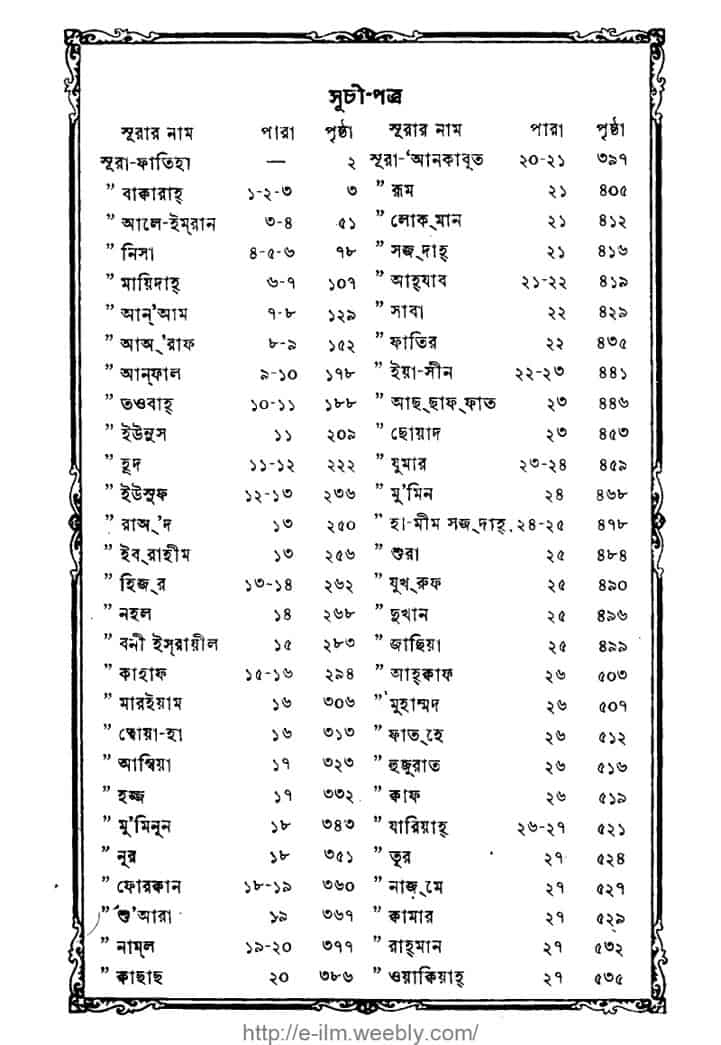 সূচী-পত্র
সূরার নাম পারা পৃষ্ঠা
সূরা-ফাতিহা — ২
” বাক্বারাহ্ ১-২-৩ ৩
” আলে-ইম্‌রান ৩-৪ ৫১
” নিসা ৪-৫-৬ ৭৮
” মায়িদাহ্ ৬-৭ ১০৭
” আন্‌'আম ৭-৮ ১২৯
” আঅ্‌'রাফ ৮-৯ ১৫২
” আন্‌ফাল ৯-১০ ১৭৮
” তওবাহ্ ১০-১১ ১৮৮
” ইউনুস ১১ ২০৯
” হূদ ১১-১২ ২২২
” ইউসুফ ১২-১৩ ২৩৬
” রাঅ্‌'দ ১৩ ২৫০
” ইব্‌রাহীম ১৩ ২৫৬
” হিজ্‌র ১৩-১৪ ২৬২
” নহল ১৪ ২৬৮
” বনী ইস্‌রায়ীল ১৫ ২৮৩
” কাহাফ ১৫-১৬ ২৯৪
” মারইয়াম ১৬ ৩০৬
” ত্বোয়া-হা ১৬ ৩১৩
” আম্বিয়া ১৭ ৩২৩
” হজ্জ ১৭ ৩৩২
” মু'মিনুন ১৮ ৩৪৩
” নূর ১৮ ৩৫১
” ফোরক্বান ১৮-১৯ ৩৬০
” শু'আরা ১৯ ৩৬৭
” নাম্‌ল ১৯-২০ ৩৭৭
” ক্বাছাছ ২০ ৩৮৬
সূরার নাম পারা পৃষ্ঠা
সূরা-'আনকাবূত ২০-২১ ৩৯৭
” রূম ২১ ৪০৫
” লোক্‌মান ২১ ৪১২
” সজ্‌দাহ্ ২১ ৪১৬
” আহ্‌যাব ২১-২২ ৪১৯
” সাবা ২২ ৪২৯
” ফাতির ২২ ৪৩৫
” ইয়া-সীন ২২-২৩ ৪৪১
” আছ্‌ছাফ্‌ফাত ২৩ ৪৪৬
” ছোয়াদ ২৩ ৪৫৩
” যুমার ২৩-২৪ ৪৫৯
” মু'মিন ২৪ ৪৬৮
” হা-মীম সজ্‌দাহ্ ২৪-২৫ ৪৭৮
” শুরা ২৫ ৪৮৪
” যুখ্‌রুফ ২৫ ৪৯০
” দুখান ২৫ ৪৯৬
” জাছিয়া ২৫ ৪৯৯
” আহ্‌ক্বাফ ২৬ ৫০৩
” মুহাম্মদ ২৬ ৫০৭
” ফাত্‌হে ২৬ ৫১২
” হুজুরাত ২৬ ৫১৬
” ক্বাফ ২৬ ৫১৯
” যারিয়াহ্ ২৬-২৭ ৫২১
” তূর ২৭ ৫২৪
” নাজ্‌মে ২৭ ৫২৭
” ক্বামার ২৭ ৫২৯
” রাহ্‌মান ২৭ ৫৩২
” ওয়াকিয়াহ্ ২৭ ৫৩৫
http://e-ilm.weebly.com/